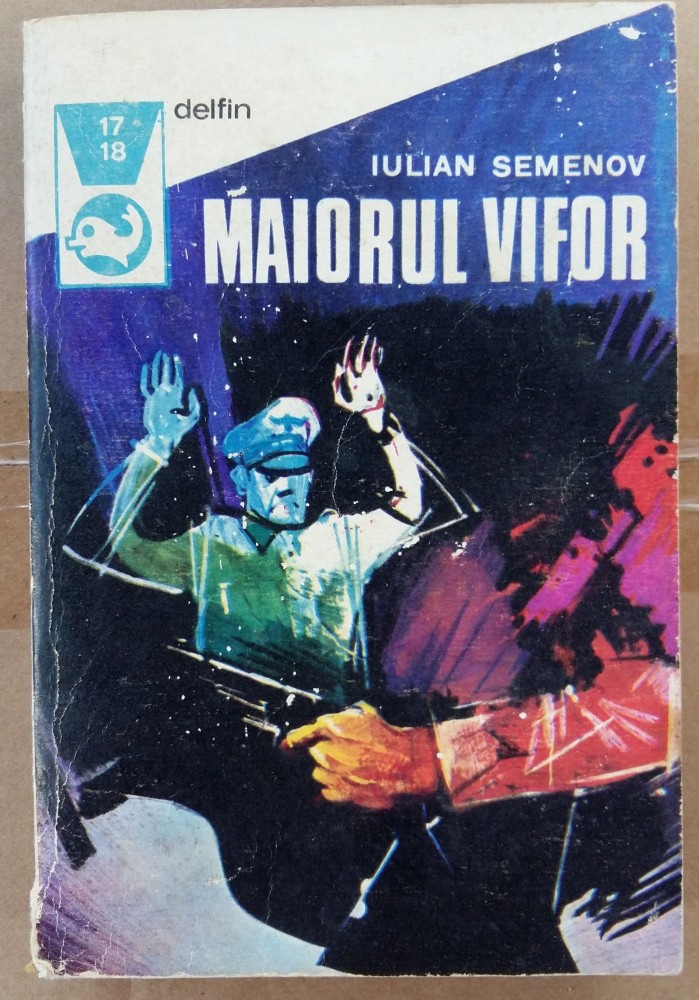 17
18
delfin
IULIAN SEMENOV
MAIORUL VIFOR